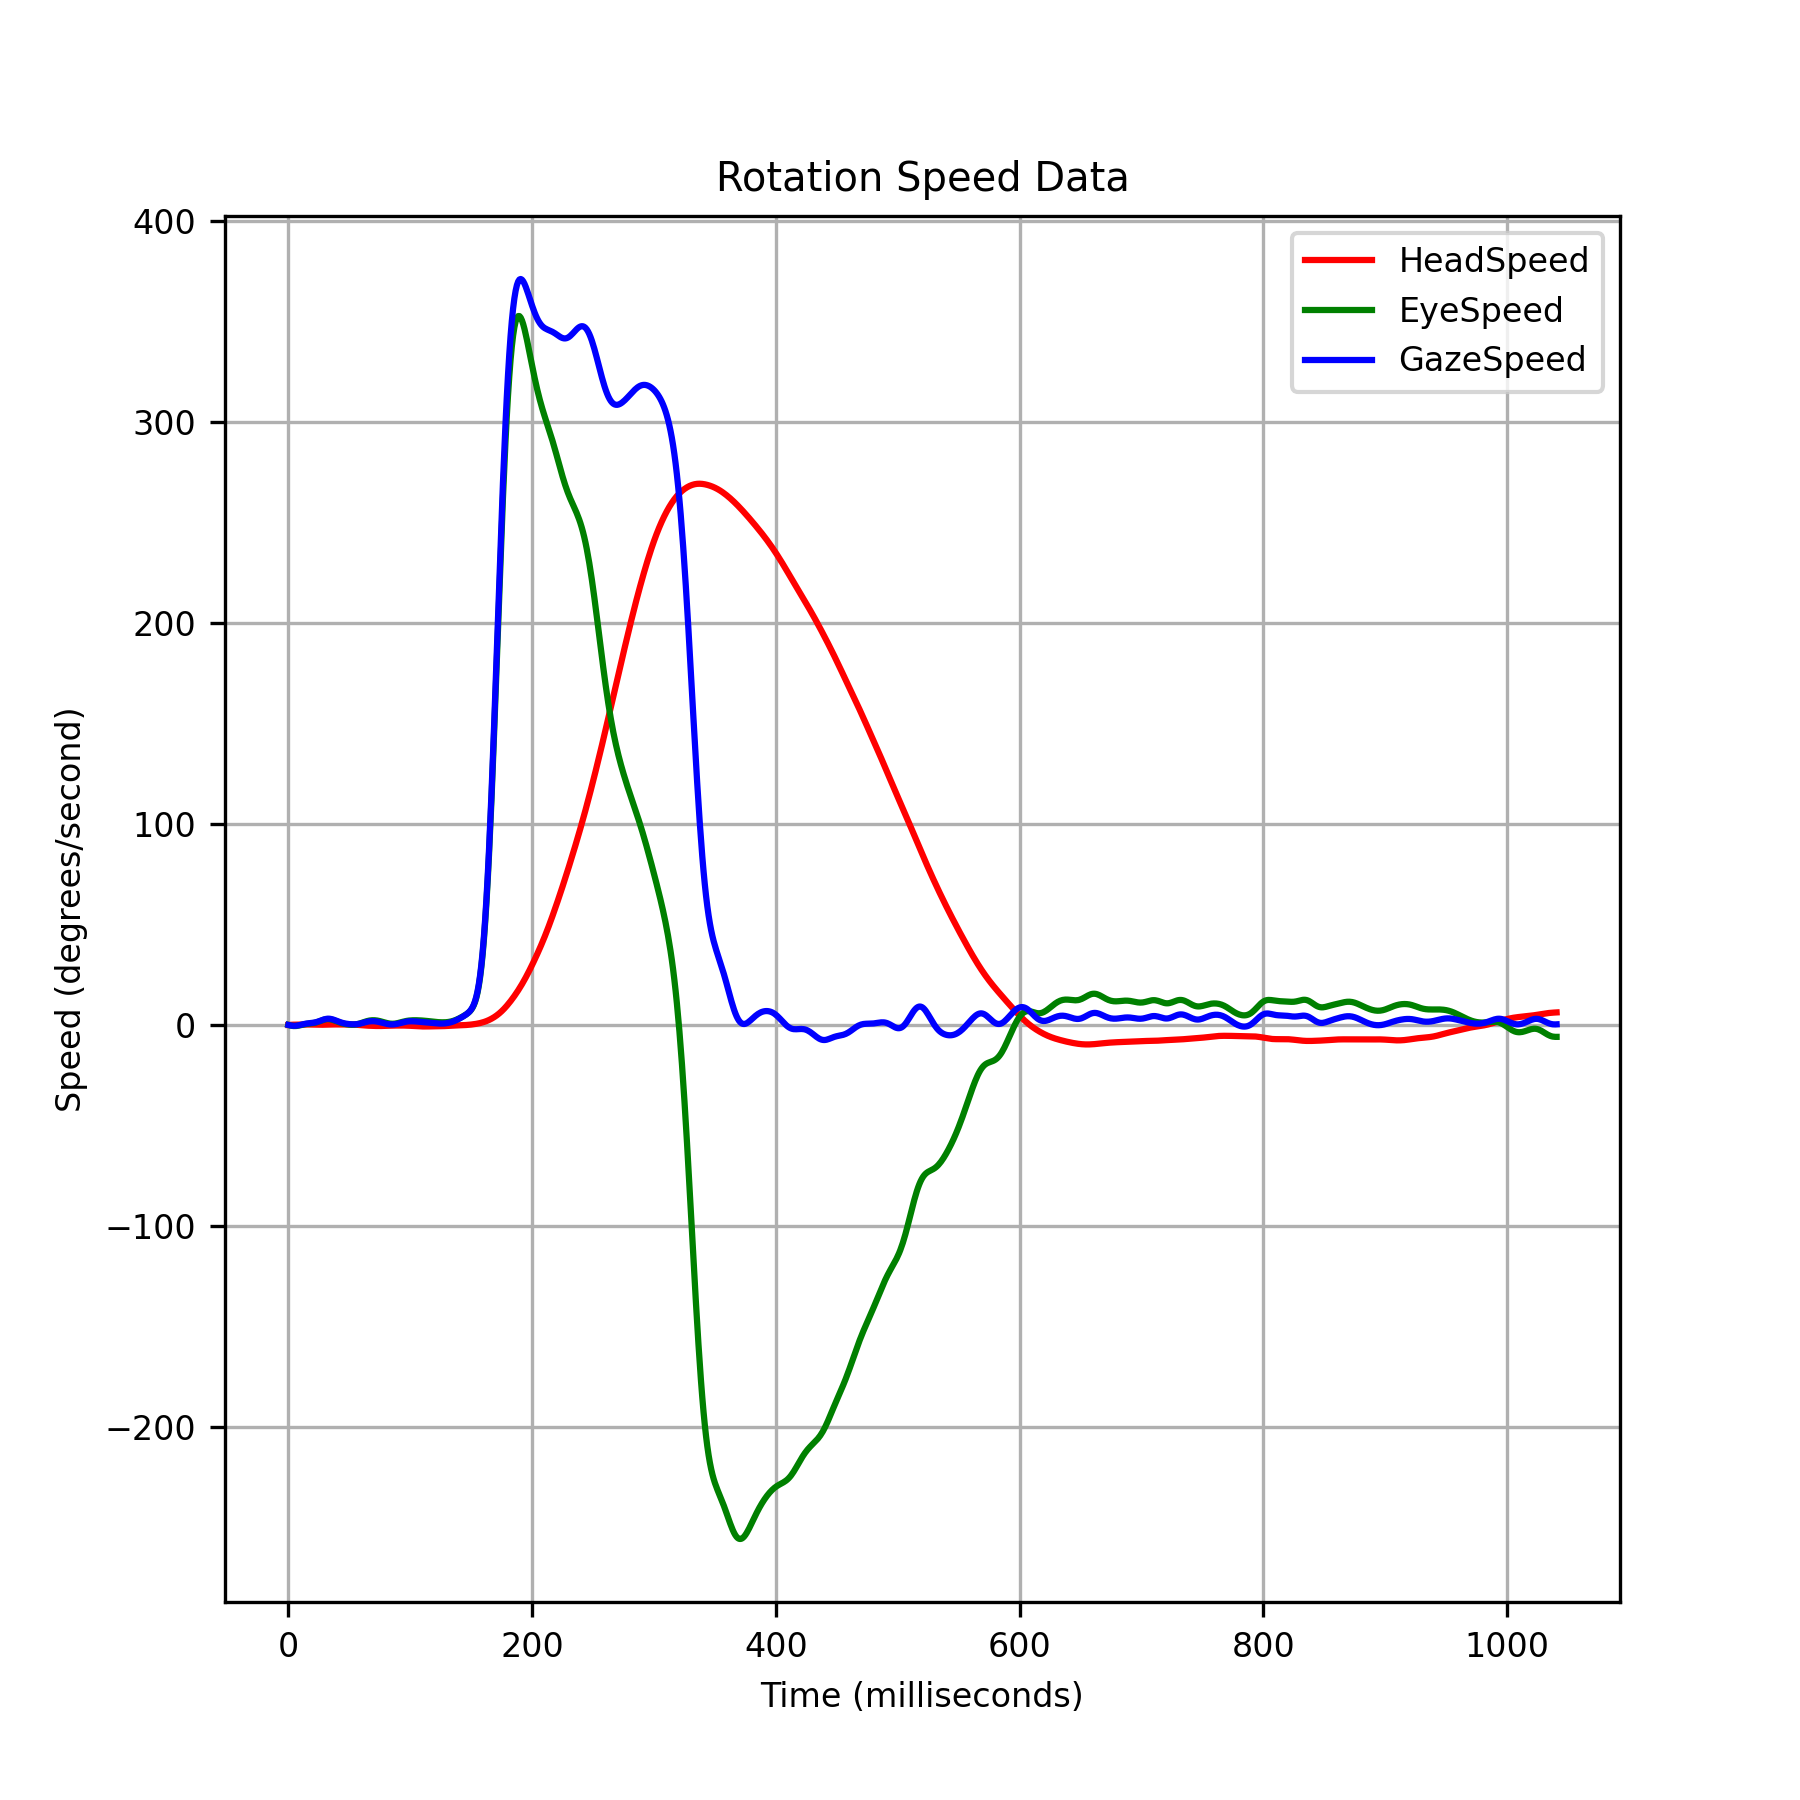 Rotation Speed Data
HeadSpeed
EyeSpeed
GazeSpeed
400
300
200
100
0
−100
−200
Speed (degrees/second)
0 200 400 600 800 1000
Time (milliseconds)